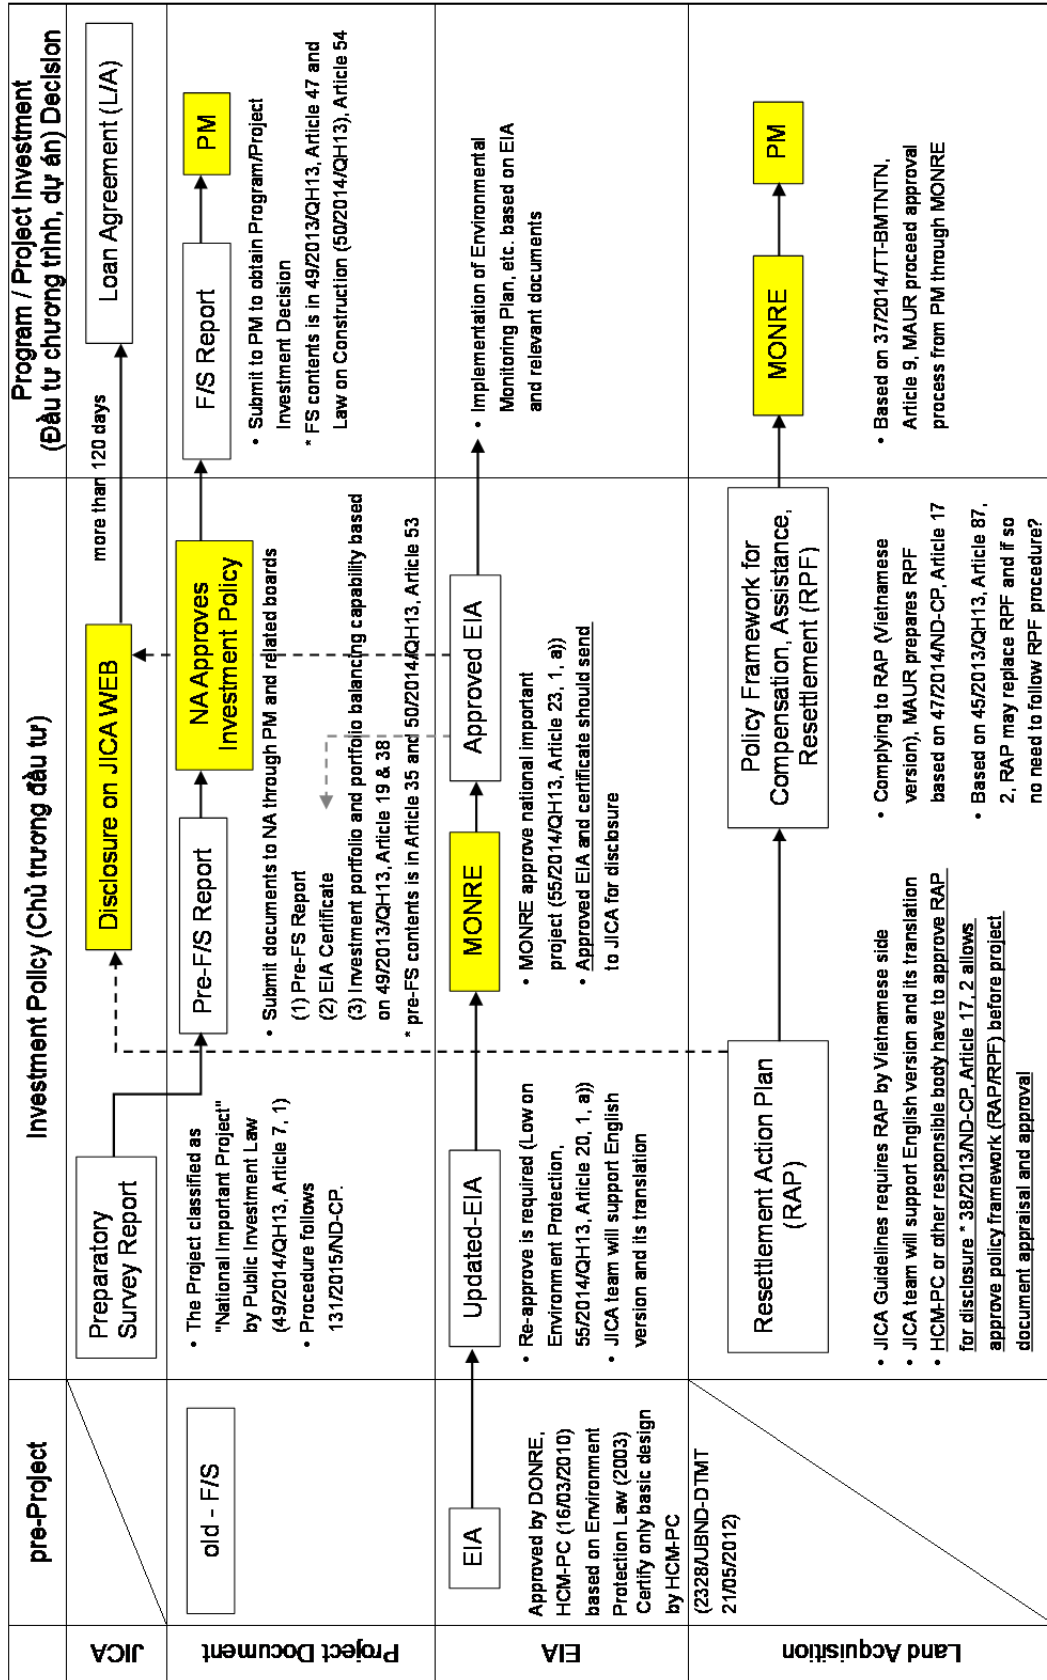 pre-Project
Investment Policy (Chủ trương đầu tư)
Program / Project Investment
(Đầu tư chương trình, dự án) Decision
JICA
Preparatory
Survey Report
Disclosure on JICA WEB
more than 120 days
Loan Agreement (L/A)
Project Document
old - F/S
• The Project classified as
"National Important Project"
by Public Investment Law
(49/2014/QH13, Article 7, 1)
• Procedure follows
131/2015/ND-CP.
Pre-F/S Report
NA Approves
Investment Policy
• Submit documents to NA through PM and related boards
(1) Pre-FS Report
(2) EIA Certificate
(3) Investment portfolio and portfolio balancing capability based
on 49/2013/QH13, Article 19 & 38
* pre-FS contents is in Article 35 and 50/2014/QH13, Article 53
F/S Report
PM
• Submit to PM to obtain Program/Project
Investment Decision
* FS contents is in 49/2013/QH13, Article 47 and
Law on Construction (50/2014/QH13), Article 54
EIA
EIA
Approved by DONRE,
HCM-PC (16/03/2010)
based on Environment
Protection Law (2003)
Certify only basic design
by HCM-PC
(2328/UBND-DTMT
21/05/2012)
Updated-EIA
• Re-approve is required (Low on
Environment Protection,
55/2014/QH13, Article 20, 1, a))
• JICA team will support English
version and its translation
MONRE
Approved EIA
• MONRE approve national important
project (55/2014/QH13, Article 23, 1, a))
• Approved EIA and certificate should send
to JICA for disclosure
• Implementation of Environmental
Monitoring Plan, etc. based on EIA
and relevant documents
Land Acquisition
Resettlement Action Plan
(RAP)
• JICA Guidelines requires RAP by Vietnamese side
• JICA team will support English version and its translation
• HCM-PC or other responsible body have to approve RAP
for disclosure * 38/2013/ND-CP, Article 17, 2 allows
approve policy framework (RAP/RPF) before project
document appraisal and approval
Policy Framework for
Compensation, Assistance,
Resettlement (RPF)
• Complying to RAP (Vietnamese
version), MAUR prepares RPF
based on 47/2014/ND-CP, Article 17
• Based on 45/2013/QH13, Article 87,
2, RAP may replace RPF and if so
no need to follow RPF procedure?
MONRE
PM
• Based on 37/2014/TT-BMTNTN,
Article 9, MAUR proceed approval
process from PM through MONRE